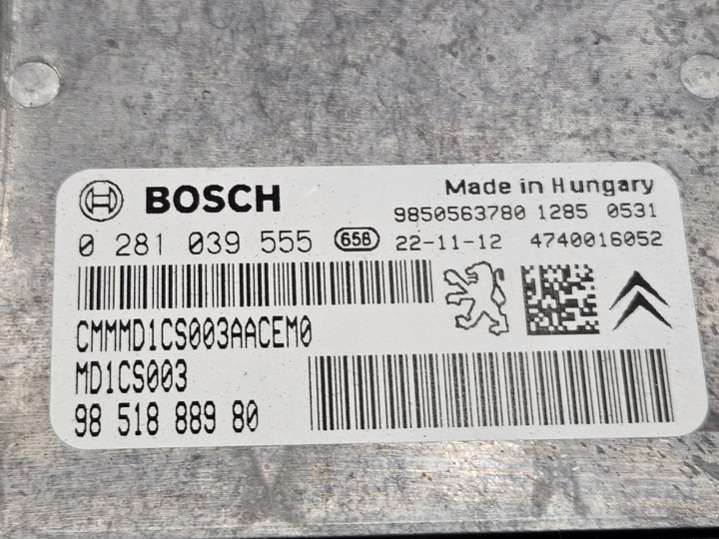 BOSCH
Made in Hungary
9850563780 1285 0531
0 281 039 555 656 22-11-12 4740016052
CMMMD1CS003AACEM0
MD1CS003
98 518 889 80